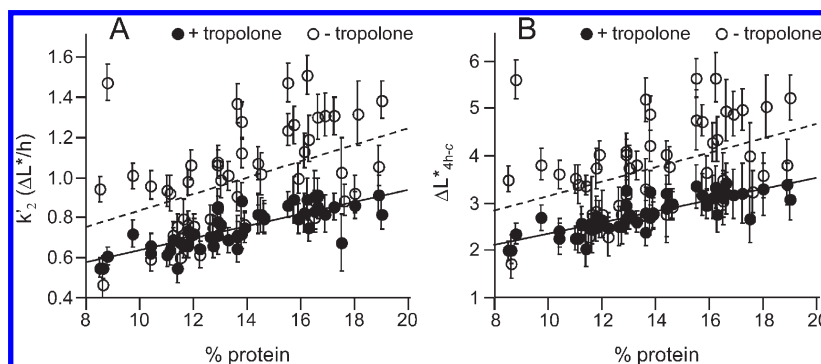 A
● + tropolone ○ - tropolone
k'2 (ΔL*/h)
1.6
1.4
1.2
1.0
0.8
0.6
0.4
8 10 12 14 16 18 20
% protein
B
● + tropolone ○ - tropolone
ΔL*4h-c
6
5
4
3
2
1
8 10 12 14 16 18 20
% protein